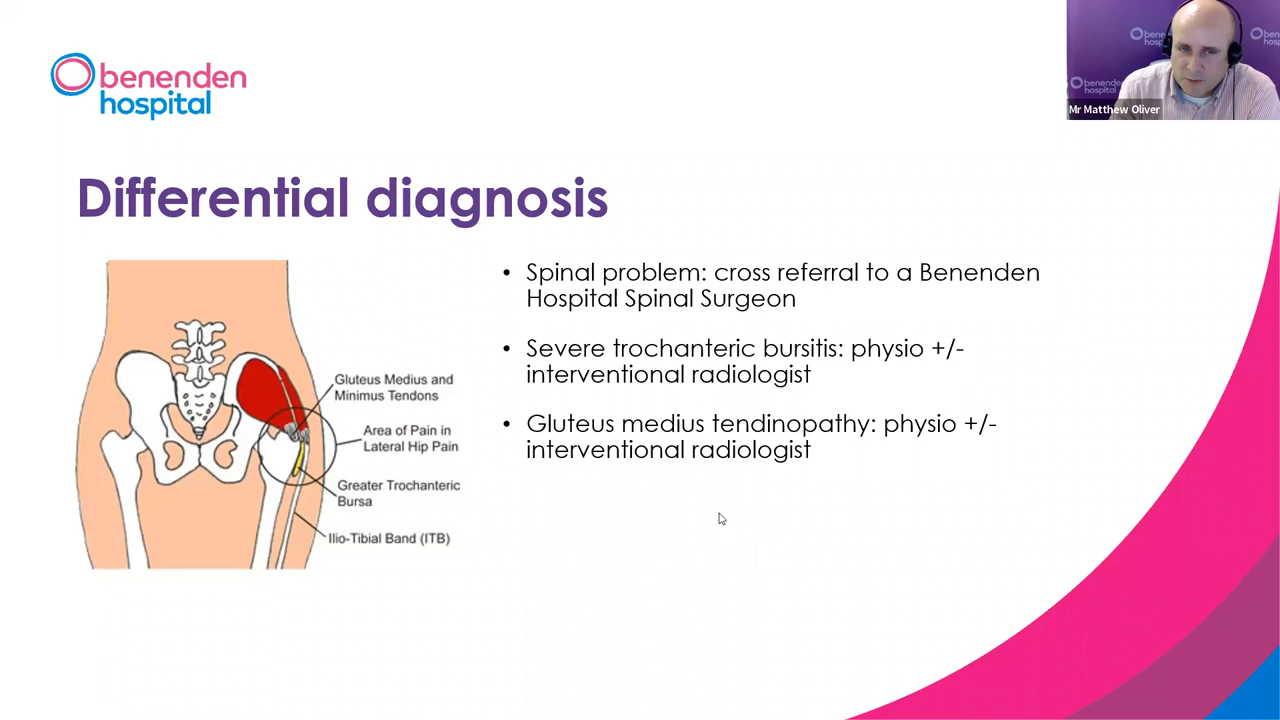 benenden
hospital
Mr Matthew Oliver
Differential diagnosis
• Spinal problem: cross referral to a Benenden
Hospital Spinal Surgeon
• Severe trochanteric bursitis: physio +/-
interventional radiologist
• Gluteus medius tendinopathy: physio +/-
interventional radiologist
Gluteus Medius and
Minimus Tendons
Area of Pain in
Lateral Hip Pain
Greater Trochanteric
Bursa
Ilio-Tibial Band (ITB)
benenden
hospital